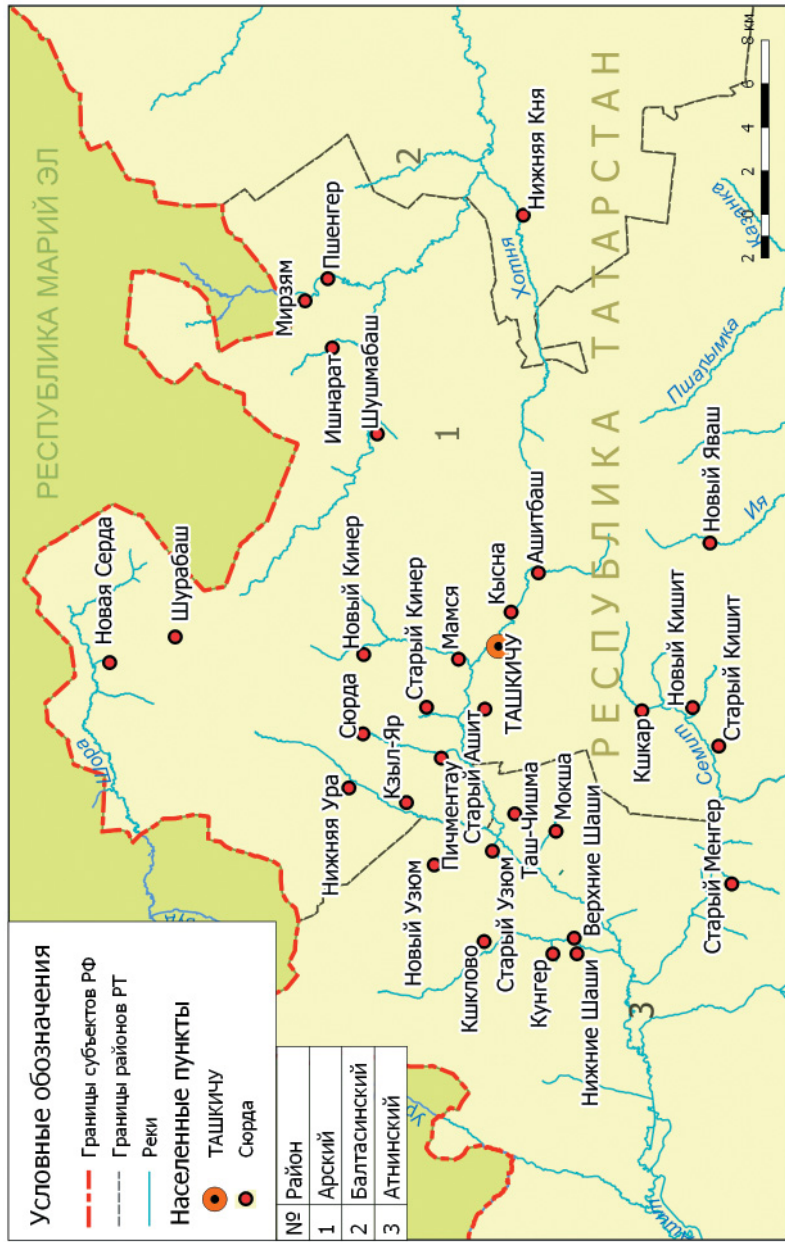 Условные обозначения
Границы субъектов РФ
Границы районов РТ
Реки
Населенные пункты
ТАШКИЧУ
Сюрда
№ Район
1 Арский
2 Балтасинский
3 Атнинский
РЕСПУБЛИКА МАРИЙ ЭЛ
Шора
Новая Серда
Шурабаш
Мирзям
Пшенгер
Ишнарат
Шушмабаш
2
1
Нижняя Ура
Сюрда
Новый Кинер
Кзыл-Яр
Старый Кинер
Мамся
Новый Узюм
Пичментау
Старый Ашит
ТАШКИЧУ
Кысна
Ашитбаш
Хотня
Нижняя Кня
Кшклово
Старый Узюм
Таш-Чишма
Мокша
Кунгер
Верхние Шаши
Нижние Шаши
РЕСПУБЛИКА ТАТАРСТАН
3
Кшкар
Новый Кишит
Семит
Старый Кишит
Старый Менгер
Новый Яваш
Ия
Пшалымка
Казанка
2 0 2 4 6 8 км